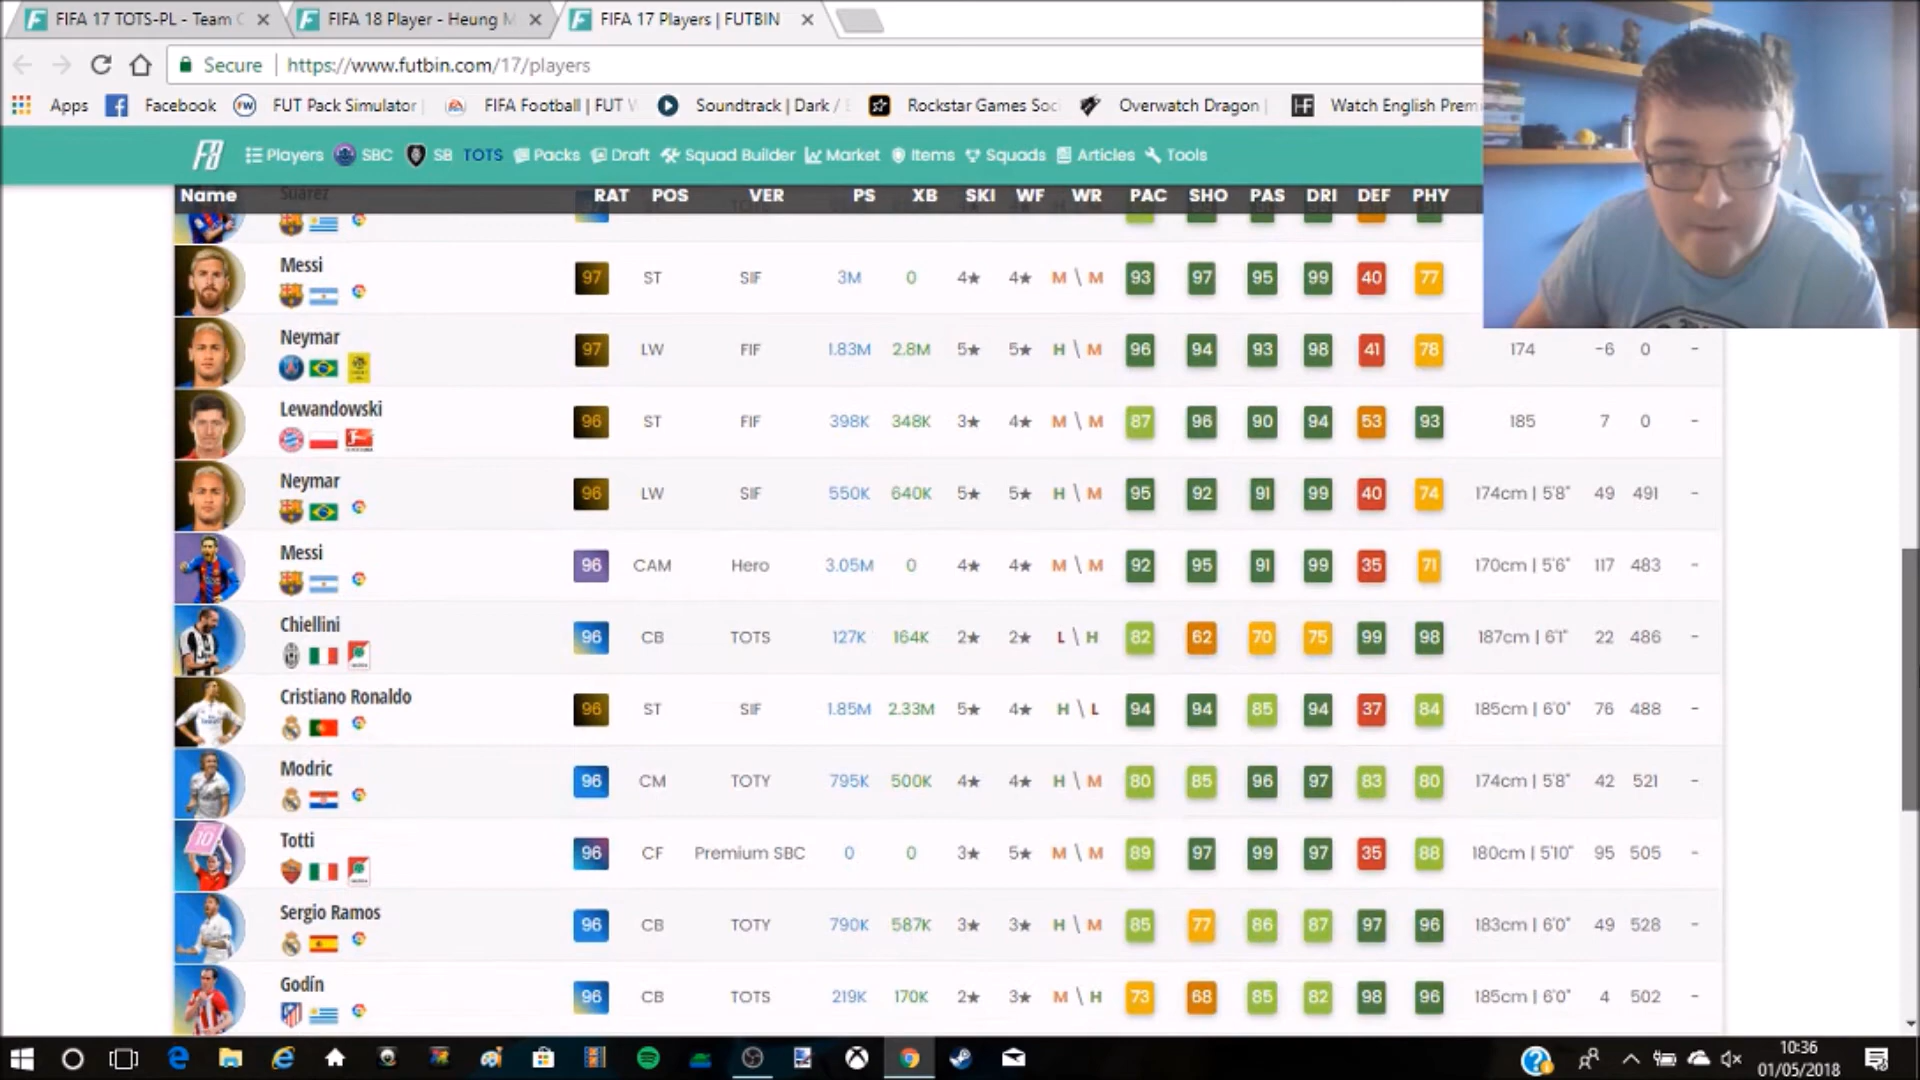 FIFA 17 TOTS-PL - Team
FIFA 18 Player - Heung M
FIFA 17 Players | FUTBIN
Secure https://www.futbin.com/17/players
Apps Facebook FUT Pack Simulator FIFA Football | FUT Soundtrack | Dark / Rockstar Games Soc Overwatch Dragon | Watch English Prem
Players SBC SB TOTS Packs Draft Squad Builder Market Items Squads Articles Tools
Name RAT POS VER PS XB SKI WF WR PAC SHO PAS DRI DEF PHY
Suarez
Messi 97 ST SIF 3M 0 4★ 4★ M \ M 93 97 95 99 40 77
Neymar 97 LW FIF 1.83M 2.8M 5★ 5★ H \ M 96 94 93 98 41 78 174 -6 0 -
Lewandowski 96 ST FIF 398K 348K 3★ 4★ M \ M 87 96 90 94 53 93 185 7 0 -
Neymar 96 LW SIF 550K 640K 5★ 5★ H \ M 95 92 91 99 40 74 174cm | 5'8" 49 491 -
Messi 96 CAM Hero 3.05M 0 4★ 4★ M \ M 92 95 91 99 35 71 170cm | 5'6" 117 483 -
Chiellini 96 CB TOTS 127K 164K 2★ 2★ L \ H 82 62 70 75 99 98 187cm | 6'1" 22 486 -
Cristiano Ronaldo 96 ST SIF 1.85M 2.33M 5★ 4★ H \ L 94 94 85 94 37 84 185cm | 6'0" 76 488 -
Modric 96 CM TOTY 795K 500K 4★ 4★ H \ M 80 85 96 97 83 80 174cm | 5'8" 42 521 -
Totti 96 CF Premium SBC 0 0 3★ 5★ M \ M 89 97 99 97 35 88 180cm | 5'10" 95 505 -
Sergio Ramos 96 CB TOTY 790K 587K 3★ 3★ H \ M 85 77 86 87 97 96 183cm | 6'0" 49 528 -
Godín 96 CB TOTS 219K 170K 2★ 3★ M \ H 73 68 85 82 98 96 185cm | 6'0" 4 502 -
10:36
01/05/2018